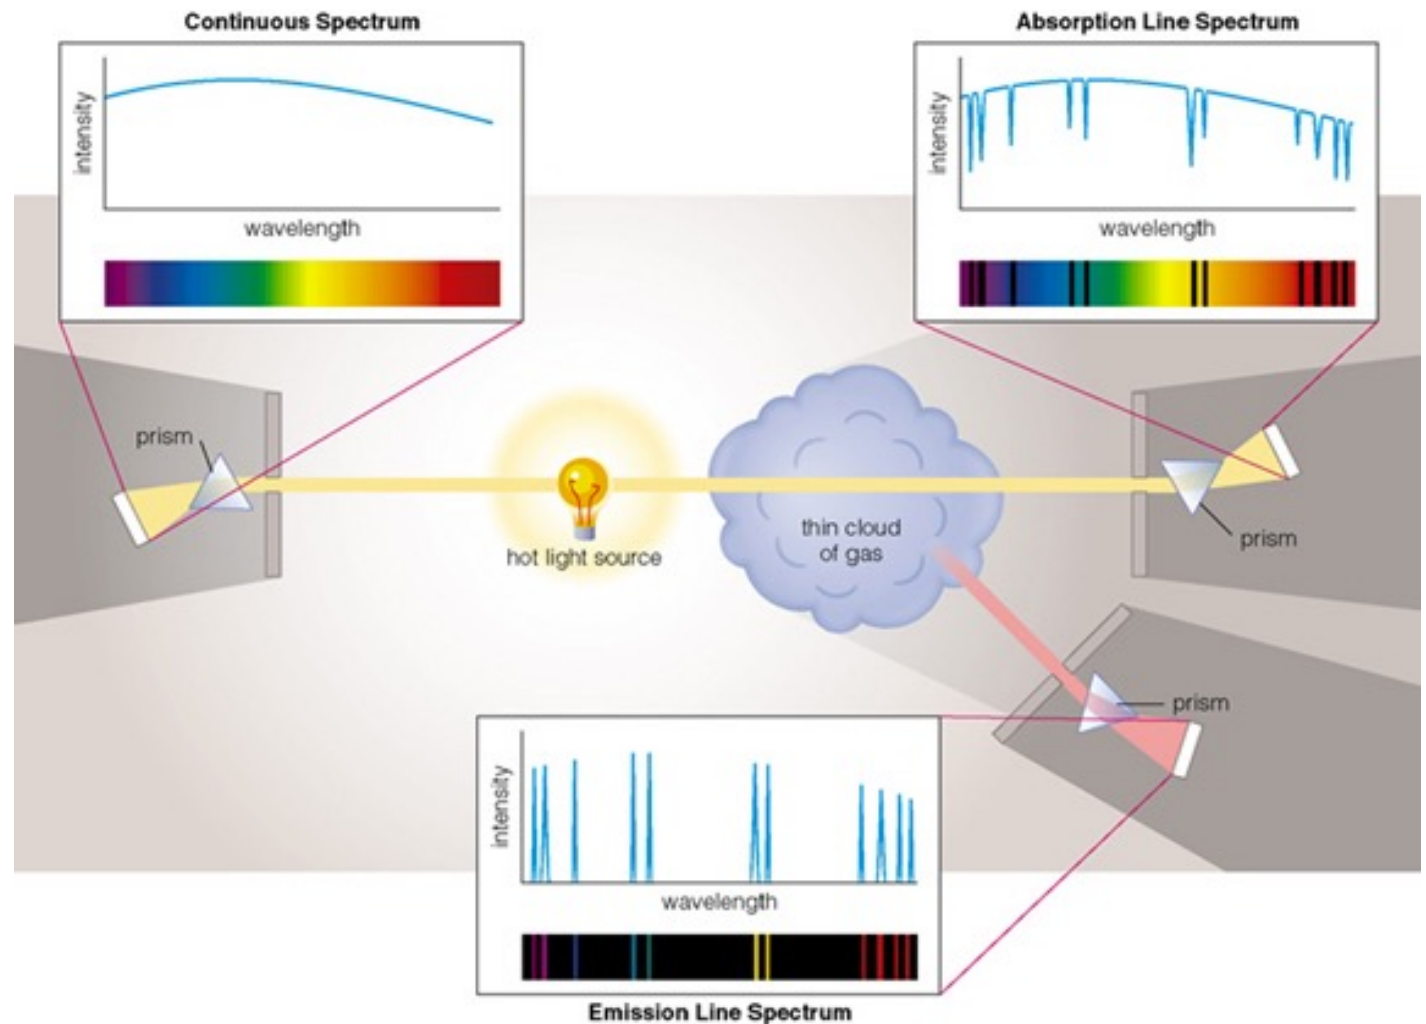 Continuous Spectrum
intensity
wavelength
Absorption Line Spectrum
intensity
wavelength
prism
hot light source
thin cloud
of gas
prism
prism
intensity
wavelength
Emission Line Spectrum